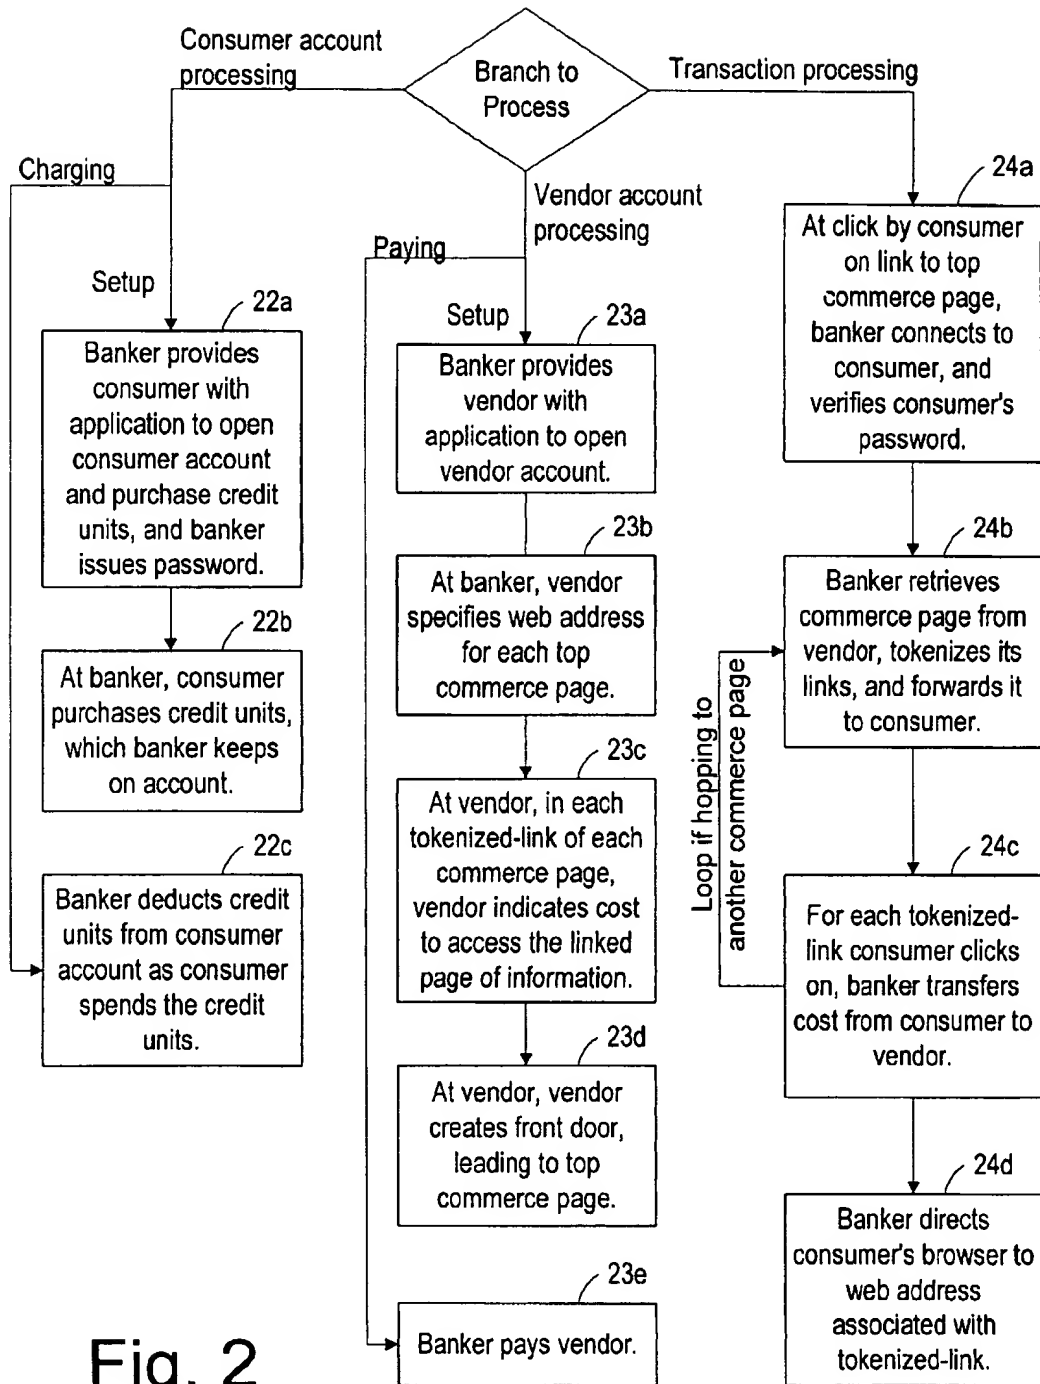 Branch to
Process
Consumer account
processing
Charging
Setup
22a
Banker provides
consumer with
application to open
consumer account
and purchase credit
units, and banker
issues password.
22b
At banker, consumer
purchases credit units,
which banker keeps
on account.
22c
Banker deducts credit
units from consumer
account as consumer
spends the credit
units.
Vendor account
processing
Paying
Setup
23a
Banker provides
vendor with
application to open
vendor account.
23b
At banker, vendor
specifies web address
for each top
commerce page.
23c
At vendor, in each
tokenized-link of each
commerce page,
vendor indicates cost
to access the linked
page of information.
23d
At vendor, vendor
creates front door,
leading to top
commerce page.
23e
Banker pays vendor.
Transaction processing
24a
At click by consumer
on link to top
commerce page,
banker connects to
consumer, and
verifies consumer's
password.
24b
Banker retrieves
commerce page from
vendor, tokenizes its
links, and forwards it
to consumer.
Loop if hopping to
another commerce page
24c
For each tokenized-
link consumer clicks
on, banker transfers
cost from consumer to
vendor.
24d
Banker directs
consumer's browser to
web address
associated with
tokenized-link.
Fig. 2